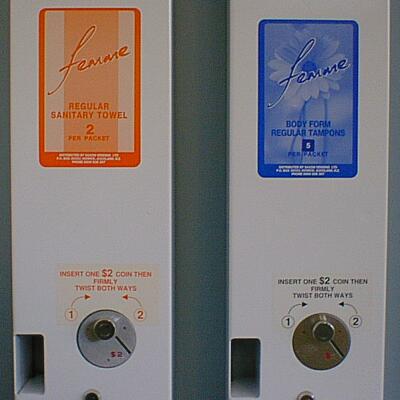 femme
REGULAR
SANITARY TOWEL
2
PER PACKET
INSERT ONE $2 COIN THEN
FIRMLY
TWIST BOTH WAYS
1
2
$2
femme
BODY FORM
REGULAR TAMPONS
5
PER PACKET
INSERT ONE $2 COIN THEN
FIRMLY
TWIST BOTH WAYS
1
2